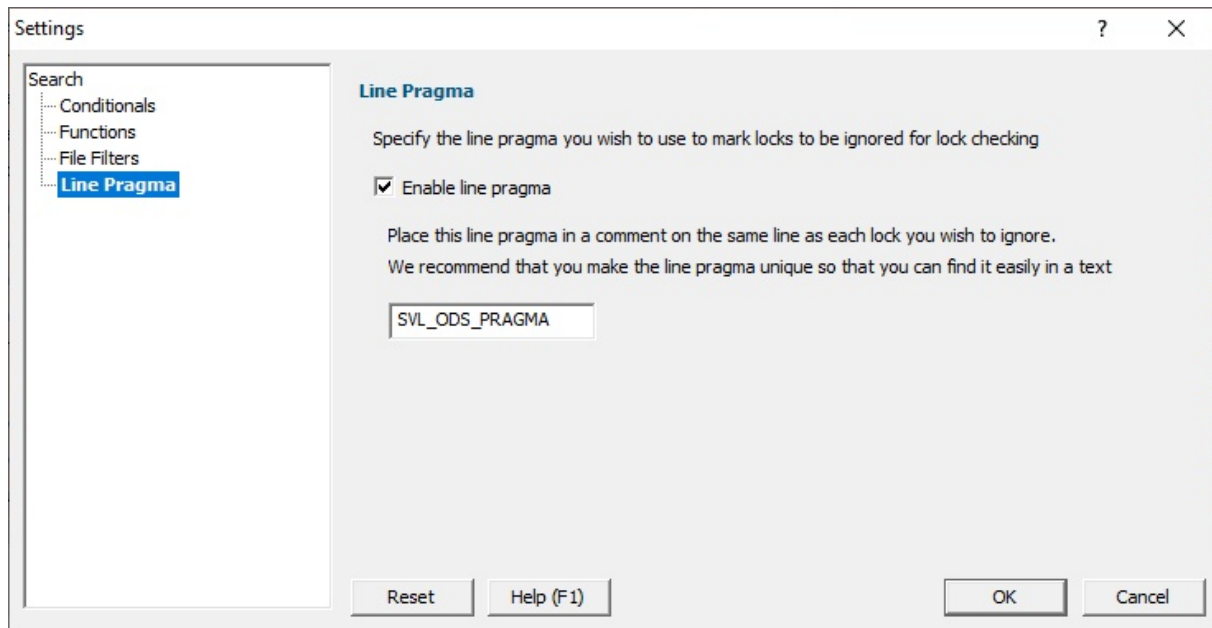 Settings
?
Search
Conditionals
Functions
File Filters
Line Pragma
Line Pragma
Specify the line pragma you wish to use to mark locks to be ignored for lock checking
Enable line pragma
Place this line pragma in a comment on the same line as each lock you wish to ignore.
We recommend that you make the line pragma unique so that you can find it easily in a text
SVL_ODS_PRAGMA
Reset
Help (F1)
OK
Cancel